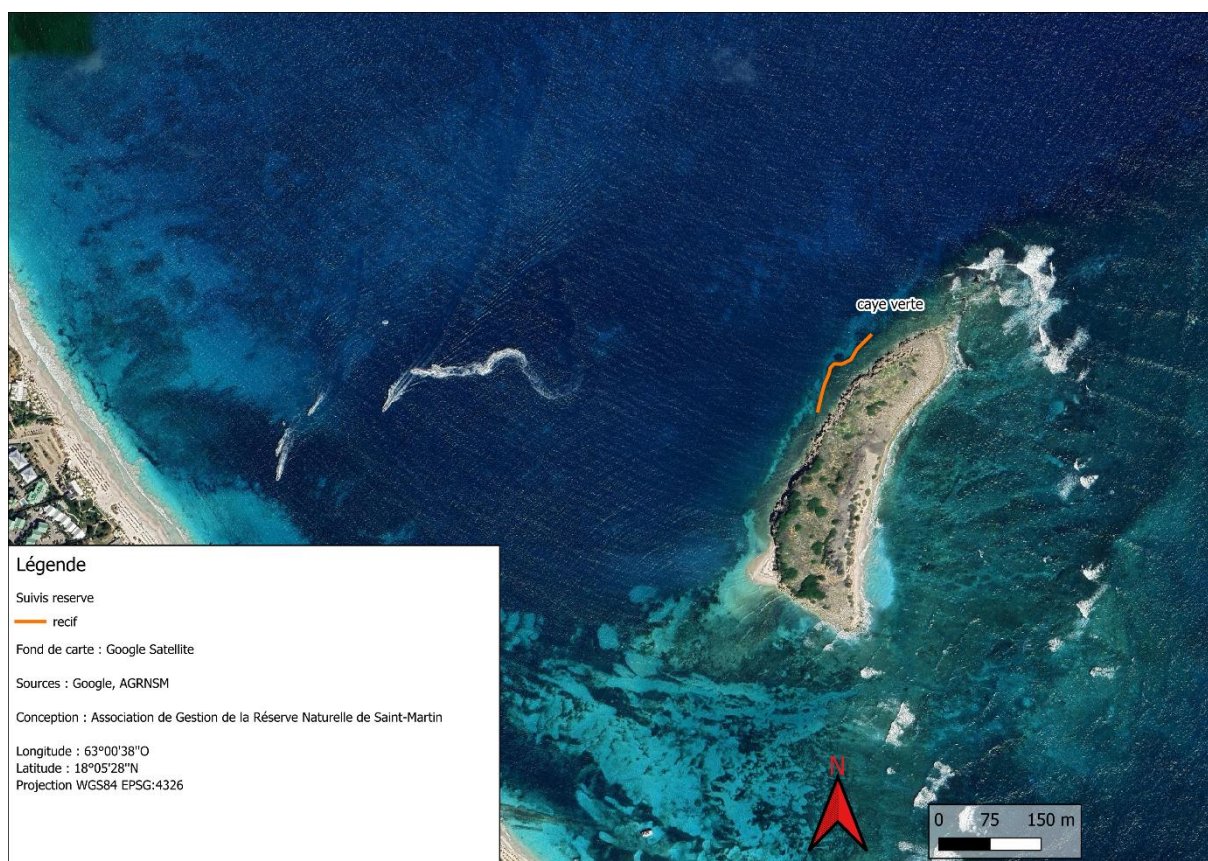 caye verte
Légende
Suivis reserve
recif
Fond de carte : Google Satellite
Sources : Google, AGRNSM
Conception : Association de Gestion de la Réserve Naturelle de Saint-Martin
Longitude : 63°00'38"O
Latitude : 18°05'28"N
Projection WGS84 EPSG:4326
N
0 75 150 m